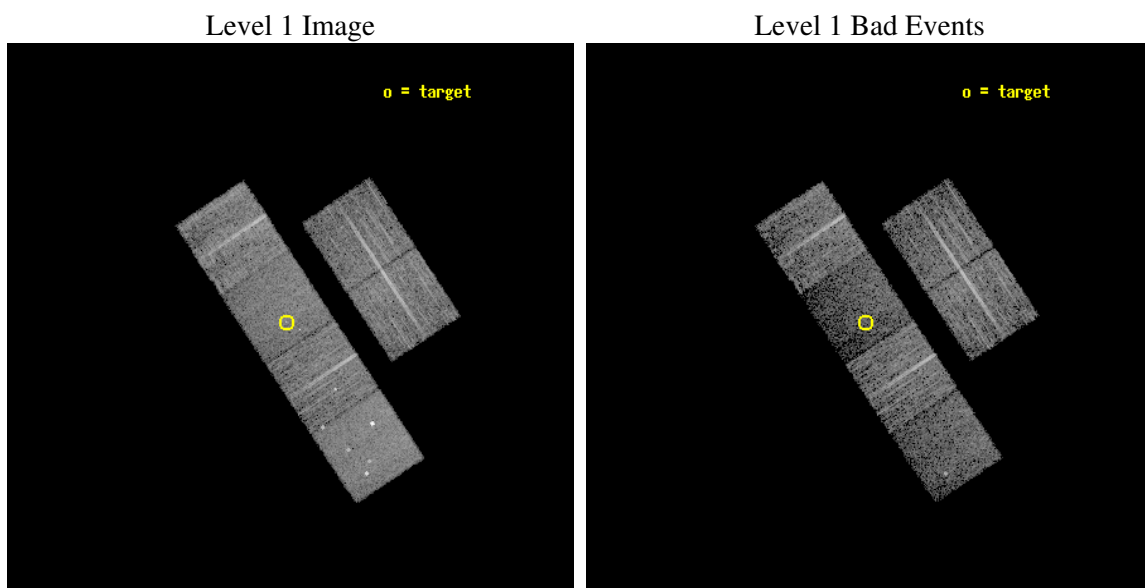 Level 1 Image
Level 1 Bad Events
o = target
o = target